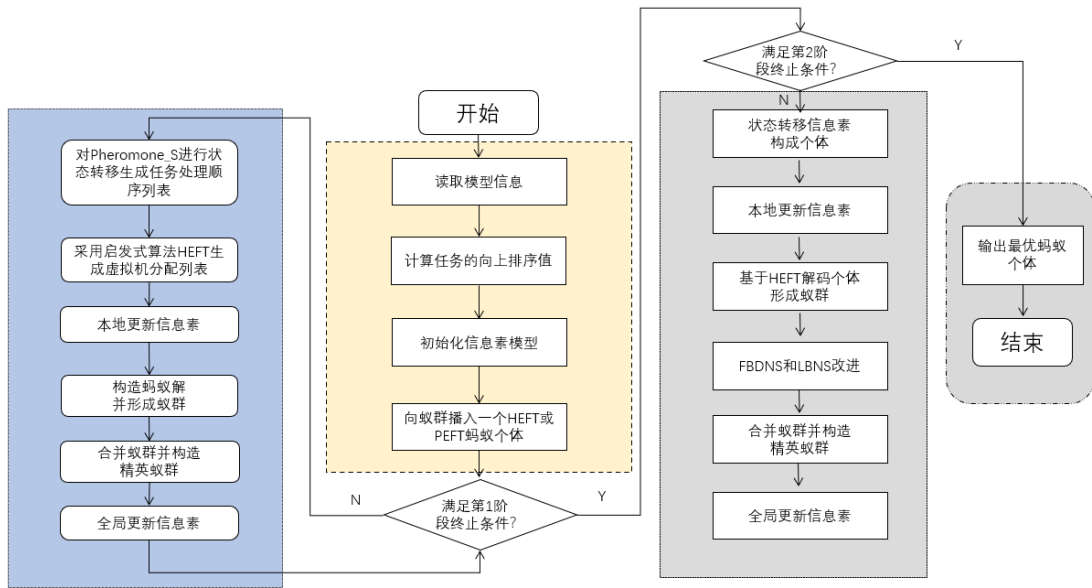 开始
读取模型信息
计算任务的向上排序值
初始化信息素模型
向蚁群播入一个HEFT或
PEFT蚂蚁个体
满足第1阶
段终止条件?
N
Y
对Pheromone_S进行状
态转移生成任务处理顺
序列表
采用启发式算法HEFT生
成虚拟机分配列表
本地更新信息素
构造蚂蚁解
并形成蚁群
合并蚁群并构造
精英蚁群
全局更新信息素
满足第2阶
段终止条件?
Y
N
状态转移信息素
构成个体
本地更新信息素
基于HEFT解码个体
形成蚁群
FBDNS和LBNS改进
合并蚁群并构造
精英蚁群
全局更新信息素
输出最优蚂蚁
个体
结束